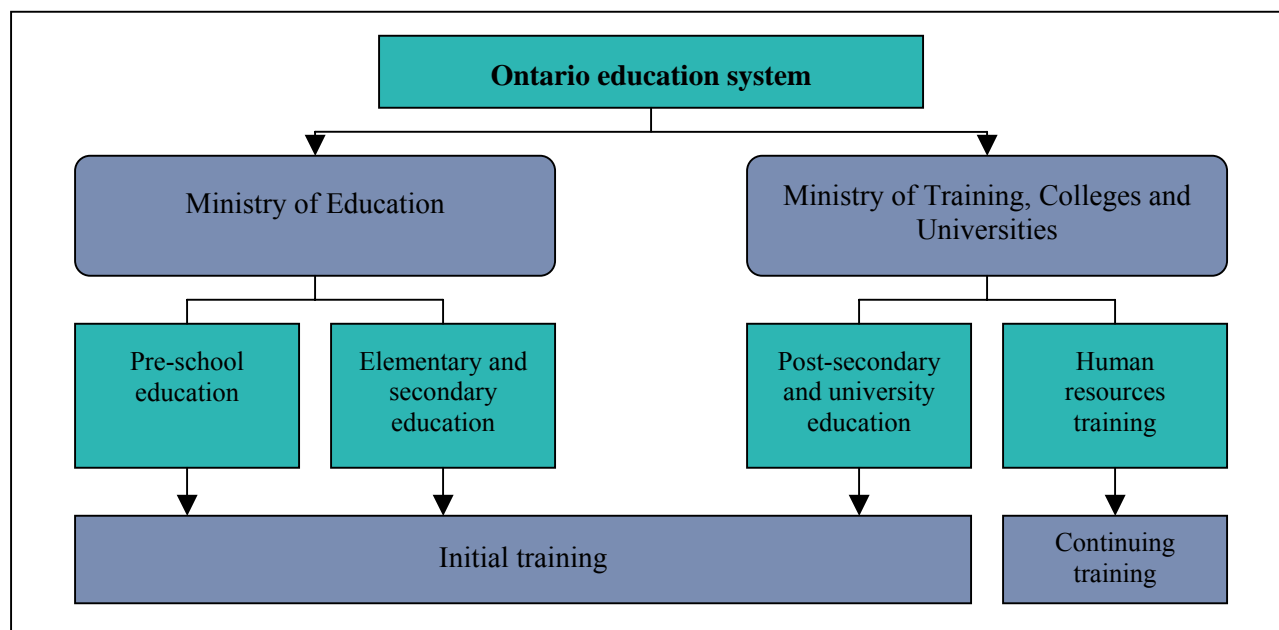 Ontario education system
Ministry of Education
Ministry of Training, Colleges and
Universities
Pre-school
education
Elementary and
secondary
education
Post-secondary
and university
education
Human
resources
training
Initial training
Continuing
training